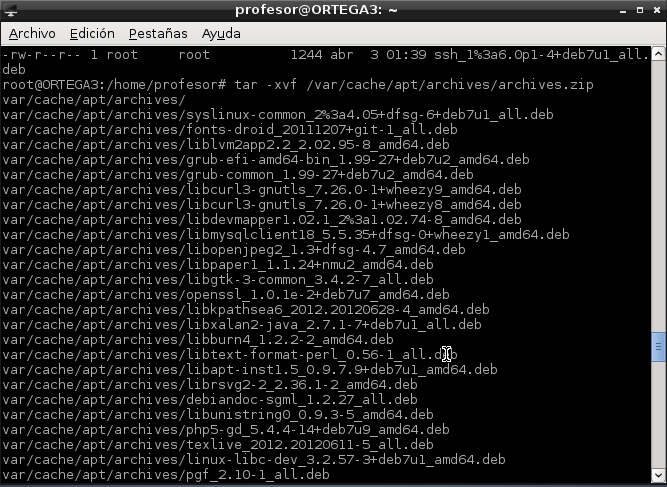 profesor@ORTEGA3: ~
Archivo Edición Pestañas Ayuda
-rw-r--r-- 1 root     root          1244 abr  3 01:39 ssh_1%3a6.0p1-4+deb7u1_all.
deb
root@ORTEGA3:/home/profesor# tar -xvf /var/cache/apt/archives/archives.zip
var/cache/apt/archives/
var/cache/apt/archives/syslinux-common_2%3a4.05+dfsg-6+deb7u1_all.deb
var/cache/apt/archives/fonts-droid_20111207+git-1_all.deb
var/cache/apt/archives/liblvm2app2.2_2.02.95-8_amd64.deb
var/cache/apt/archives/grub-efi-amd64-bin_1.99-27+deb7u2_amd64.deb
var/cache/apt/archives/grub-common_1.99-27+deb7u2_amd64.deb
var/cache/apt/archives/libcurl3-gnutls_7.26.0-1+wheezy9_amd64.deb
var/cache/apt/archives/libcurl3-gnutls_7.26.0-1+wheezy8_amd64.deb
var/cache/apt/archives/libdevmapper1.02.1_2%3a1.02.74-8_amd64.deb
var/cache/apt/archives/libmysqlclient18_5.5.35+dfsg-0+wheezy1_amd64.deb
var/cache/apt/archives/libopenjpeg2_1.3+dfsg-4.7_amd64.deb
var/cache/apt/archives/libpaper1_1.1.24+nmu2_amd64.deb
var/cache/apt/archives/libgtk-3-common_3.4.2-7_all.deb
var/cache/apt/archives/openssl_1.0.1e-2+deb7u7_amd64.deb
var/cache/apt/archives/libkpathsea6_2012.20120628-4_amd64.deb
var/cache/apt/archives/libxalan2-java_2.7.1-7+deb7u1_all.deb
var/cache/apt/archives/libburn4_1.2.2-2_amd64.deb
var/cache/apt/archives/libtext-format-perl_0.56-1_all.deb
var/cache/apt/archives/libapt-inst1.5_0.9.7.9+deb7u1_amd64.deb
var/cache/apt/archives/librsvg2-2_2.36.1-2_amd64.deb
var/cache/apt/archives/debiandoc-sgml_1.2.27_all.deb
var/cache/apt/archives/libunistring0_0.9.3-5_amd64.deb
var/cache/apt/archives/php5-gd_5.4.4-14+deb7u9_amd64.deb
var/cache/apt/archives/texlive_2012.20120611-5_all.deb
var/cache/apt/archives/linux-libc-dev_3.2.57-3+deb7u1_amd64.deb
var/cache/apt/archives/pgf_2.10-1_all.deb